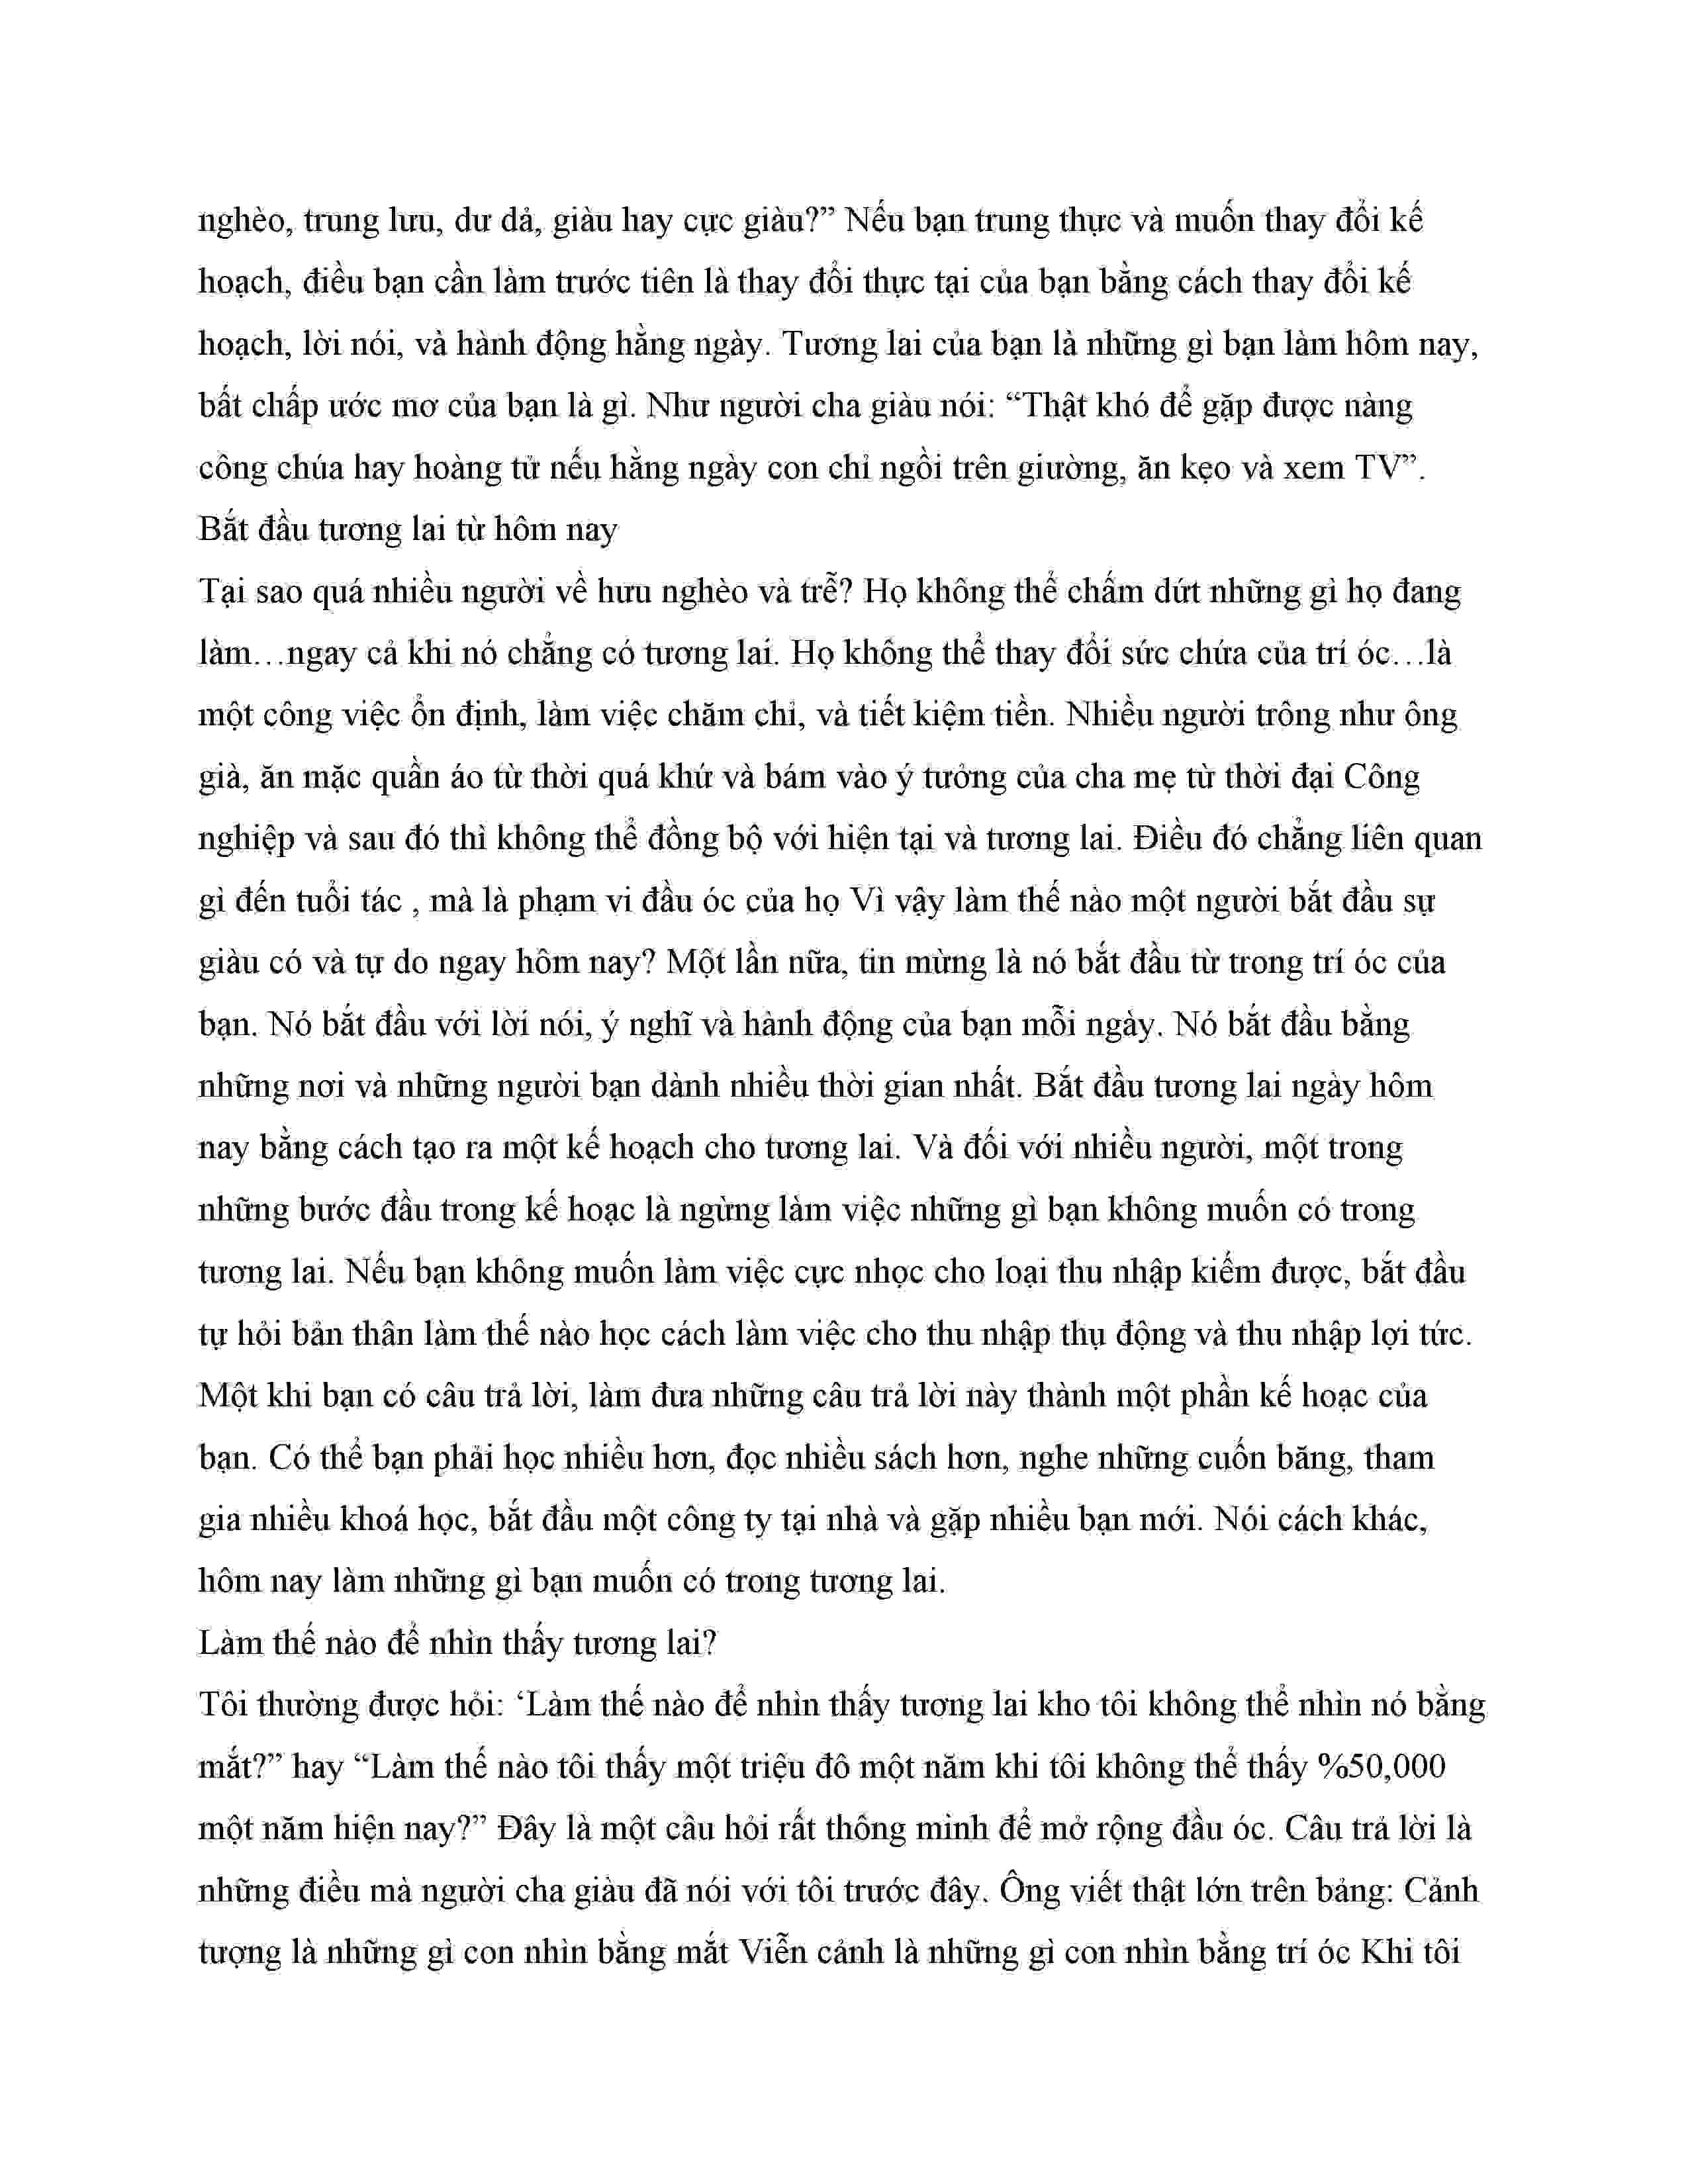 nghèo, trung lưu, dư dả, giàu hay cực giàu?” Nếu bạn trung thực và muốn thay đổi kế
hoạch, điều bạn cần làm trước tiên là thay đổi thực tại của bạn bằng cách thay đổi kế
hoạch, lời nói, và hành động hằng ngày. Tương lai của bạn là những gì bạn làm hôm nay,
bất chấp ước mơ của bạn là gì. Như người cha giàu nói: “Thật khó để gặp được nàng
công chúa hay hoàng tử nếu hằng ngày con chỉ ngồi trên giường, ăn kẹo và xem TV”.
Bắt đầu tương lai từ hôm nay
Tại sao quá nhiều người về hưu nghèo và trễ? Họ không thể chấm dứt những gì họ đang
làm…ngay cả khi nó chẳng có tương lai. Họ không thể thay đổi sức chứa của trí óc…là
một công việc ổn định, làm việc chăm chỉ, và tiết kiệm tiền. Nhiều người trông như ông
già, ăn mặc quần áo từ thời quá khứ và bám vào ý tưởng của cha mẹ từ thời đại Công
nghiệp và sau đó thì không thể đồng bộ với hiện tại và tương lai. Điều đó chẳng liên quan
gì đến tuổi tác , mà là phạm vi đầu óc của họ Vì vậy làm thế nào một người bắt đầu sự
giàu có và tự do ngay hôm nay? Một lần nữa, tin mừng là nó bắt đầu từ trong trí óc của
bạn. Nó bắt đầu với lời nói, ý nghĩ và hành động của bạn mỗi ngày. Nó bắt đầu bằng
những nơi và những người bạn dành nhiều thời gian nhất. Bắt đầu tương lai ngày hôm
nay bằng cách tạo ra một kế hoạch cho tương lai. Và đối với nhiều người, một trong
những bước đầu trong kế hoạc là ngừng làm việc những gì bạn không muốn có trong
tương lai. Nếu bạn không muốn làm việc cực nhọc cho loại thu nhập kiếm được, bắt đầu
tự hỏi bản thân làm thế nào học cách làm việc cho thu nhập thụ động và thu nhập lợi tức.
Một khi bạn có câu trả lời, làm đưa những câu trả lời này thành một phần kế hoạc của
bạn. Có thể bạn phải học nhiều hơn, đọc nhiều sách hơn, nghe những cuốn băng, tham
gia nhiều khoá học, bắt đầu một công ty tại nhà và gặp nhiều bạn mới. Nói cách khác,
hôm nay làm những gì bạn muốn có trong tương lai.
Làm thế nào để nhìn thấy tương lai?
Tôi thường được hỏi: ‘Làm thế nào để nhìn thấy tương lai kho tôi không thể nhìn nó bằng
mắt?” hay “Làm thế nào tôi thấy một triệu đô một năm khi tôi không thể thấy %50,000
một năm hiện nay?” Đây là một câu hỏi rất thông minh để mở rộng đầu óc. Câu trả lời là
những điều mà người cha giàu đã nói với tôi trước đây. Ông viết thật lớn trên bảng: Cảnh
tượng là những gì con nhìn bằng mắt Viễn cảnh là những gì con nhìn bằng trí óc Khi tôi